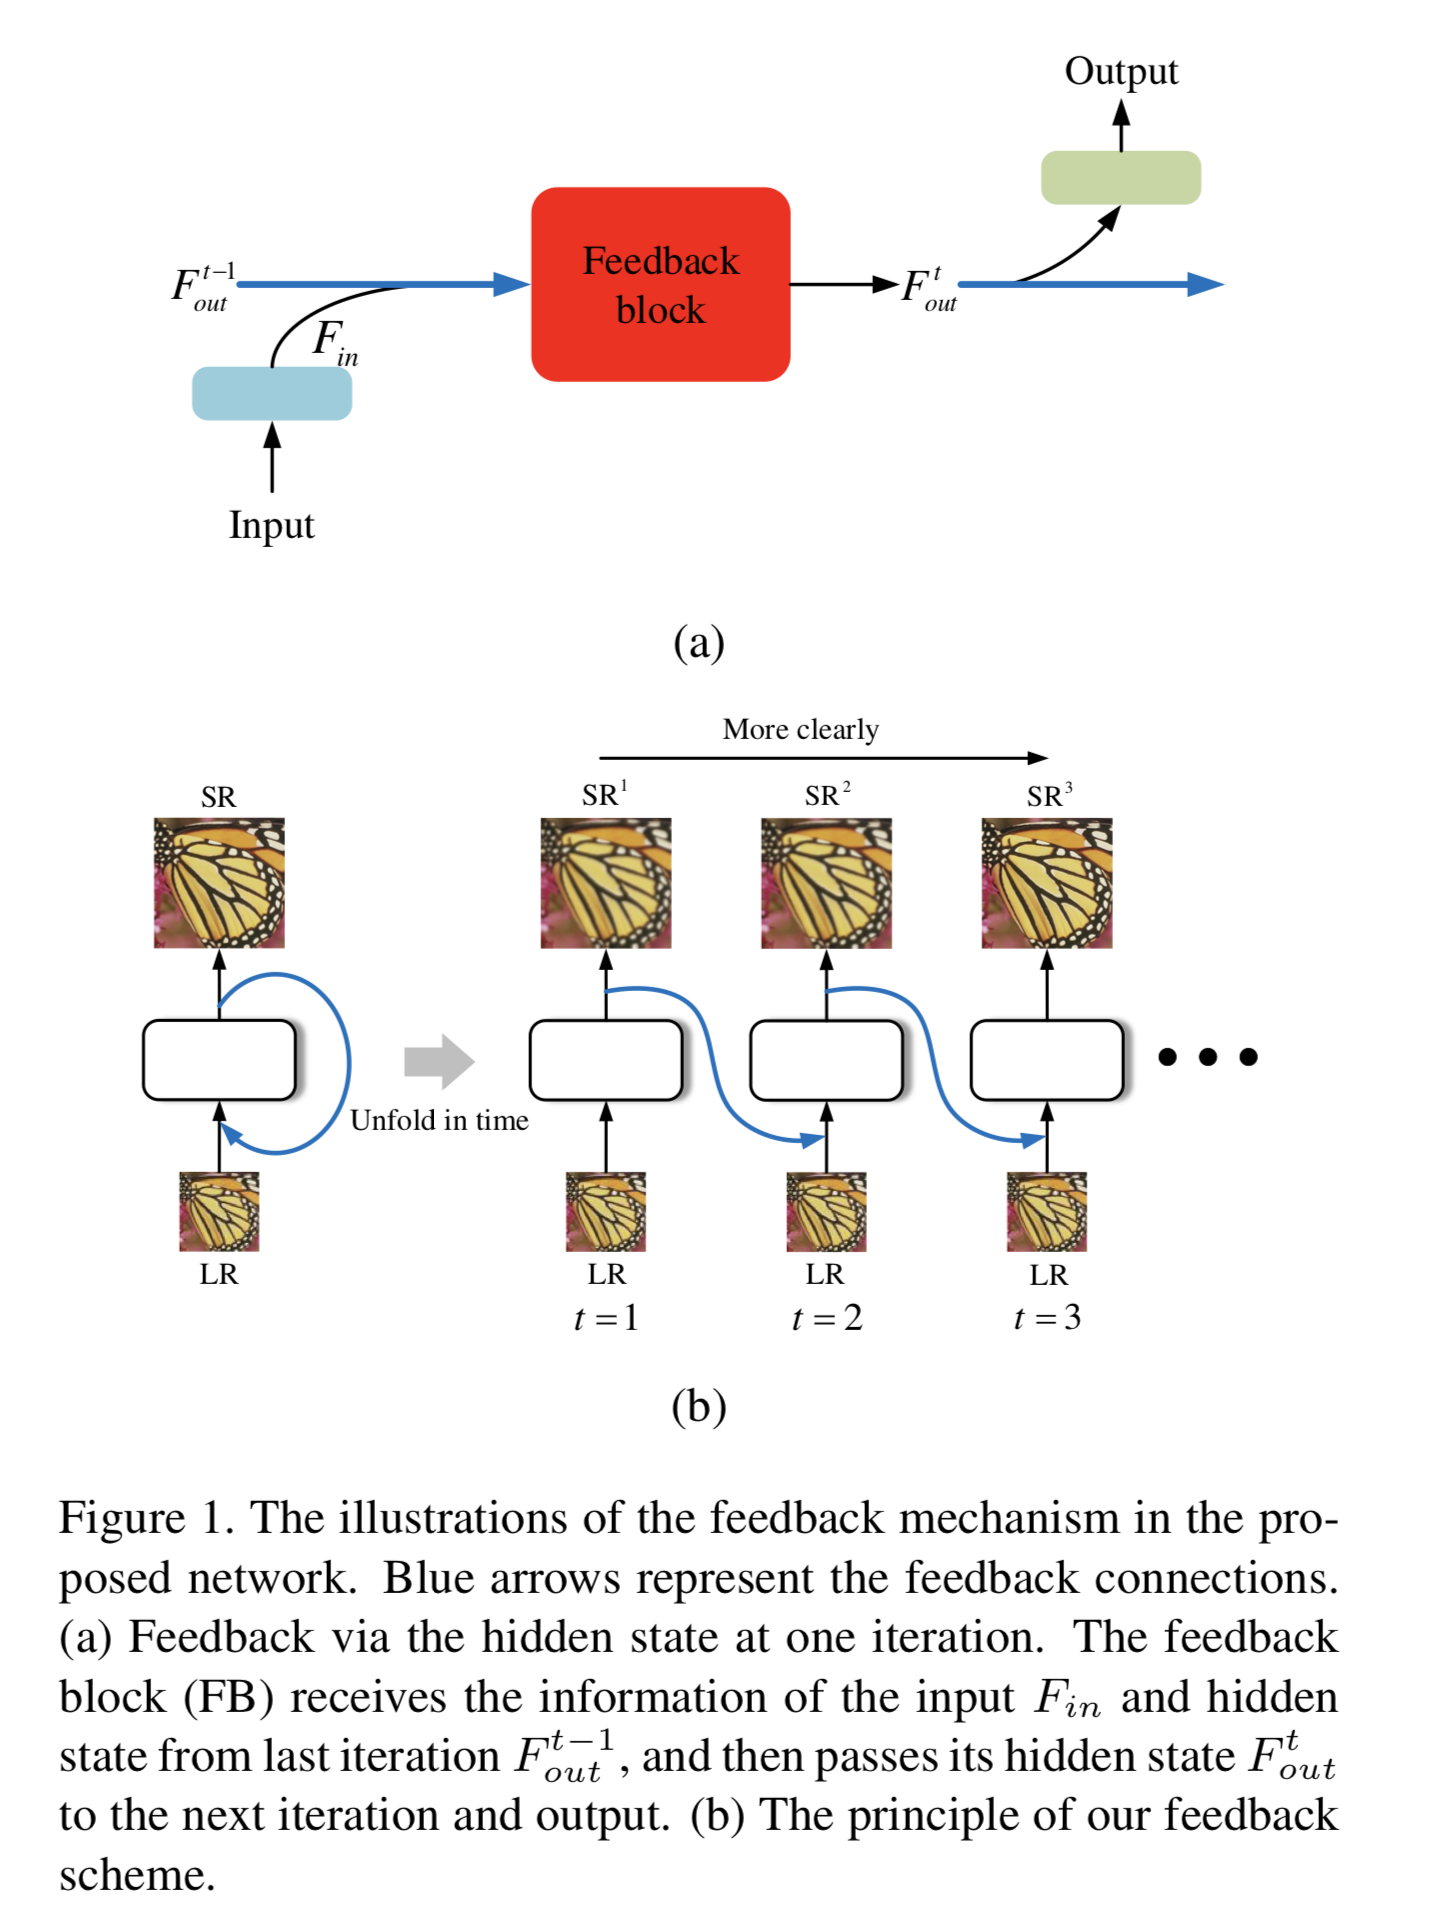 Output
Feedback
block
F_{out}^{t-1}
F_{out}^{t}
F_{in}
Input
(a)
More clearly
SR
SR^1
SR^2
SR^3
Unfold in time
LR
LR
LR
LR
t = 1
t = 2
t = 3
(b)
Figure 1. The illustrations of the feedback mechanism in the pro-
posed network. Blue arrows represent the feedback connections.
(a) Feedback via the hidden state at one iteration. The feedback
block (FB) receives the information of the input F_{in} and hidden
state from last iteration F_{out}^{t-1}, and then passes its hidden state F_{out}^{t}
to the next iteration and output. (b) The principle of our feedback
scheme.